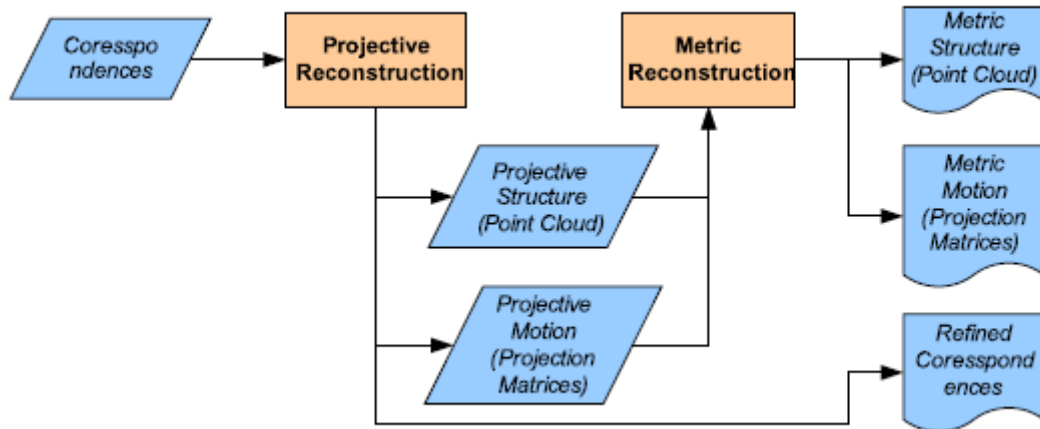 Coresspo
ndences
Projective
Reconstruction
Metric
Reconstruction
Metric
Structure
(Point Cloud)
Projective
Structure
(Point Cloud)
Metric
Motion
(Projection
Matrices)
Projective
Motion
(Projection
Matrices)
Refined
Coresspond
ences